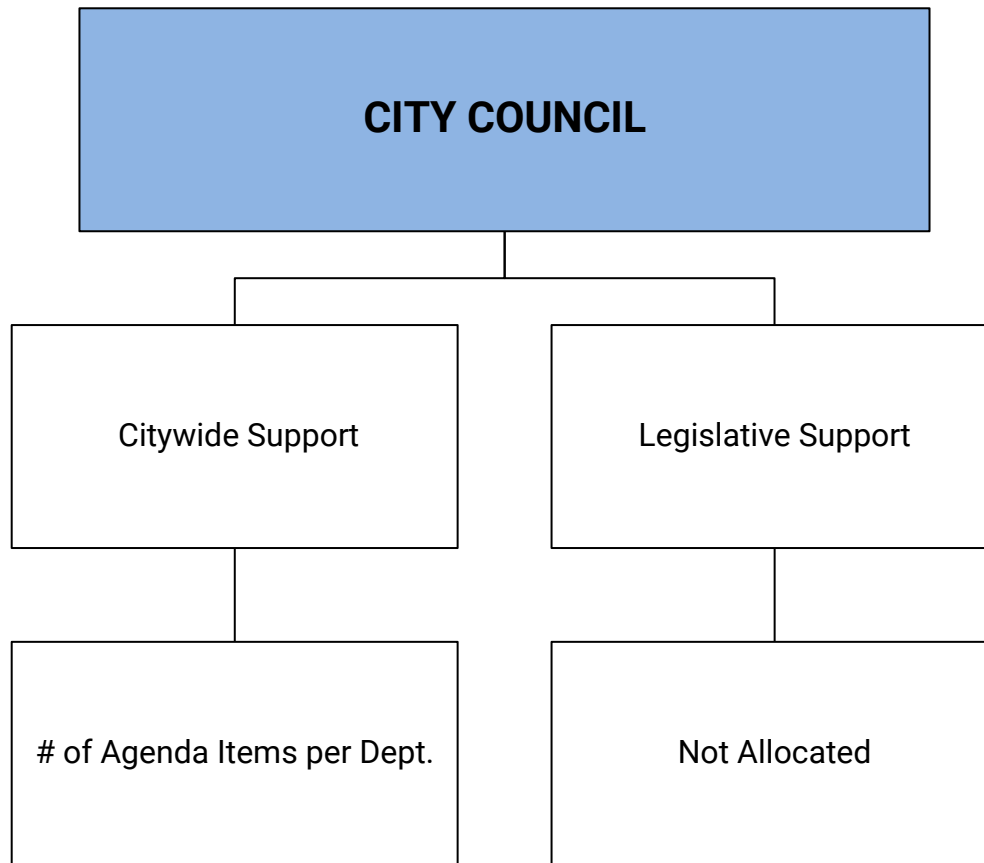 CITY COUNCIL
Citywide Support
Legislative Support
# of Agenda Items per Dept.
Not Allocated